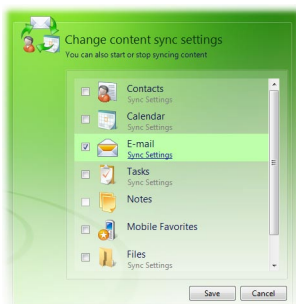 Change content sync settings
You can also start or stop syncing content
Contacts
Sync Settings
Calendar
Sync Settings
E-mail
Sync Settings
Tasks
Sync Settings
Notes
Mobile Favorites
Files
Sync Settings
Save Cancel